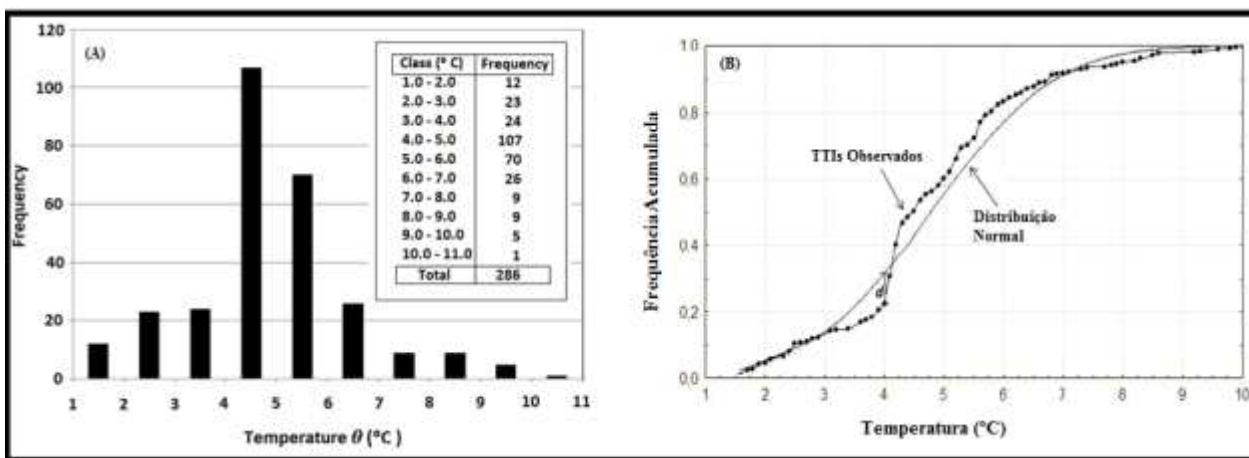 (A)
120
100
80
60
40
20
0
Frequency
Class (° C) Frequency
1.0 - 2.0 12
2.0 - 3.0 23
3.0 - 4.0 24
4.0 - 5.0 107
5.0 - 6.0 70
6.0 - 7.0 26
7.0 - 8.0 9
8.0 - 9.0 9
9.0 - 10.0 5
10.0 - 11.0 1
Total 286
1 2 3 4 5 6 7 8 9 10 11
Temperature θ (°C )
(B)
1.0
0.8
0.6
0.4
0.2
0.0
Frequência Acumulada
TTIs Observados
Distribuição
Normal
d
1 2 3 4 5 6 7 8 9 10
Temperatura (°C)